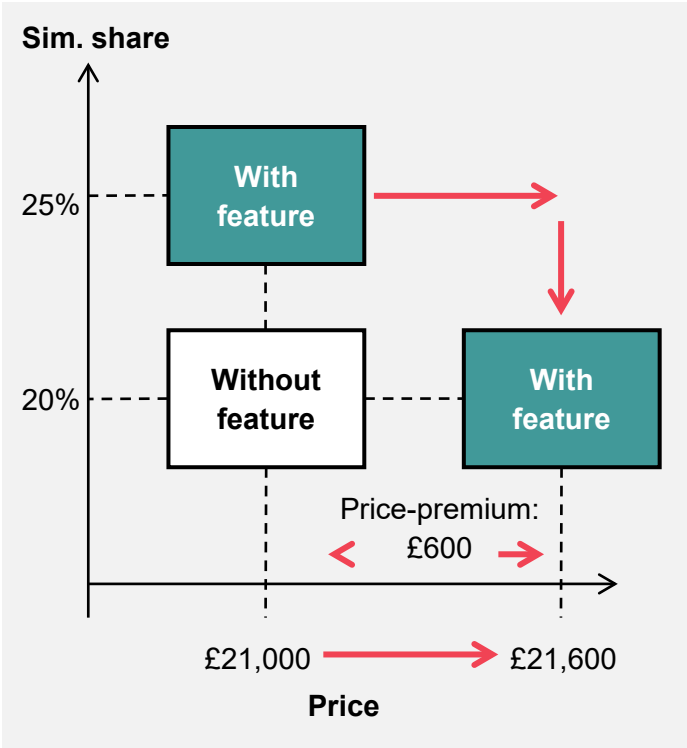 Sim. share
With
feature
25%
Without
feature
With
feature
20%
Price-premium:
£600
£21,000
£21,600
Price